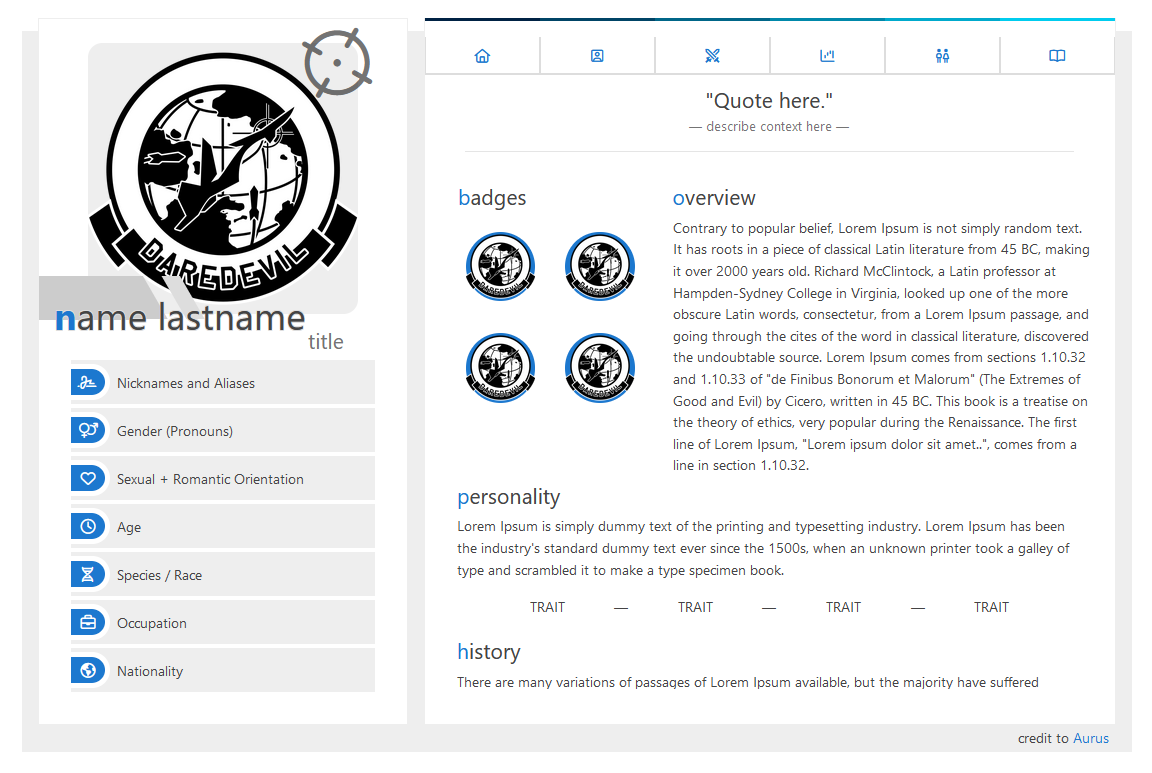 DAREDEVIL
name lastname
title
Nicknames and Aliases
Gender (Pronouns)
Sexual + Romantic Orientation
Age
Species / Race
Occupation
Nationality
"Quote here."
— describe context here —
badges
DAREDEVIL
DAREDEVIL
DAREDEVIL
DAREDEVIL
overview
Contrary to popular belief, Lorem Ipsum is not simply random text.
It has roots in a piece of classical Latin literature from 45 BC, making
it over 2000 years old. Richard McClintock, a Latin professor at
Hampden-Sydney College in Virginia, looked up one of the more
obscure Latin words, consectetur, from a Lorem Ipsum passage, and
going through the cites of the word in classical literature, discovered
the undoubtable source. Lorem Ipsum comes from sections 1.10.32
and 1.10.33 of "de Finibus Bonorum et Malorum" (The Extremes of
Good and Evil) by Cicero, written in 45 BC. This book is a treatise on
the theory of ethics, very popular during the Renaissance. The first
line of Lorem Ipsum, "Lorem ipsum dolor sit amet..", comes from a
line in section 1.10.32.
personality
Lorem Ipsum is simply dummy text of the printing and typesetting industry. Lorem Ipsum has been
the industry's standard dummy text ever since the 1500s, when an unknown printer took a galley of
type and scrambled it to make a type specimen book.
TRAIT — TRAIT — TRAIT — TRAIT
history
There are many variations of passages of Lorem Ipsum available, but the majority have suffered
credit to Aurus